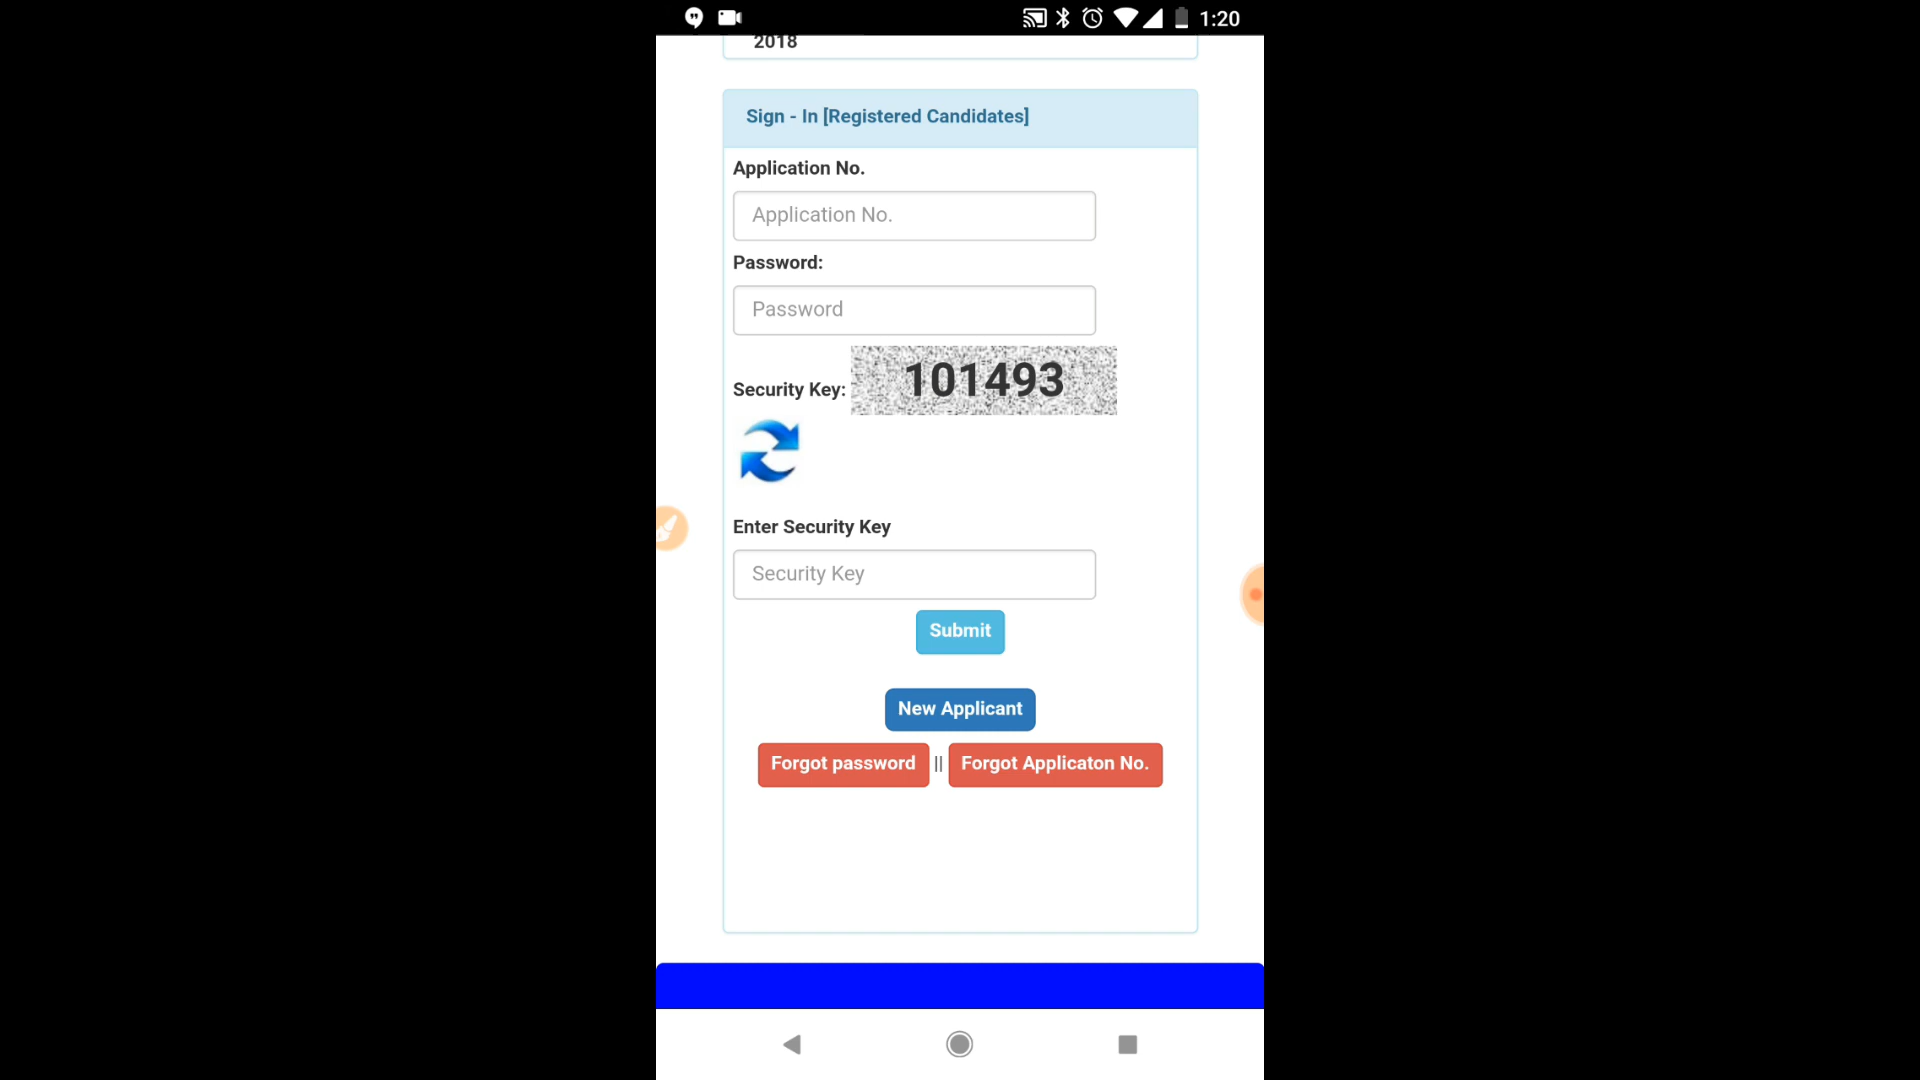 1:20
2018
Sign - In [Registered Candidates]
Application No.
Application No.
Password:
Password
Security Key: 101493
Enter Security Key
Security Key
Submit
New Applicant
Forgot password || Forgot Applicaton No.